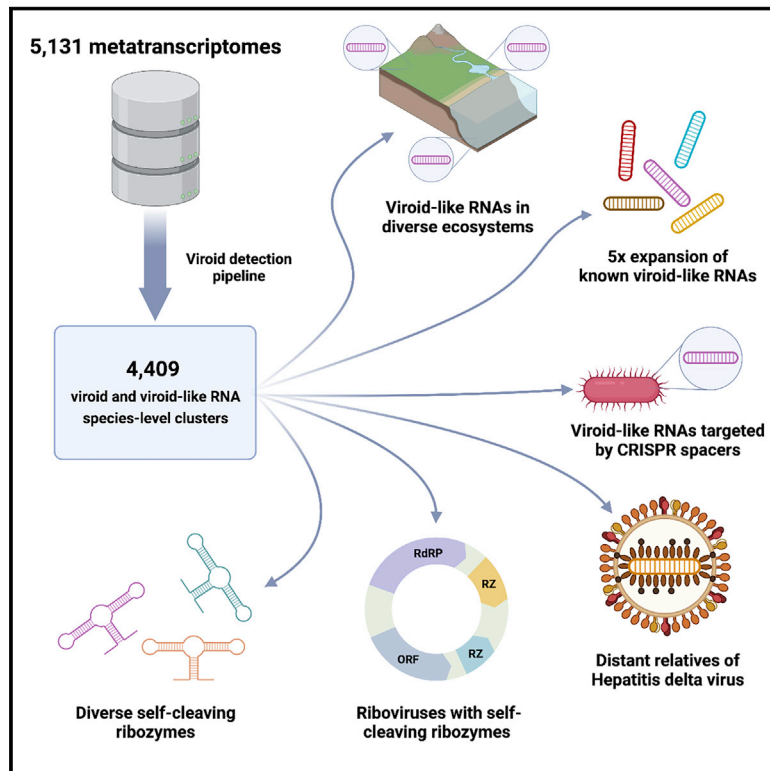 5,131 metatranscriptomes
Viroid detection
pipeline
4,409
viroid and viroid-like RNA
species-level clusters
Viroid-like RNAs in
diverse ecosystems
5x expansion of
known viroid-like RNAs
Viroid-like RNAs targeted
by CRISPR spacers
Distant relatives of
Hepatitis delta virus
RdRP
RZ
RZ
ORF
Riboviruses with self-
cleaving ribozymes
Diverse self-cleaving
ribozymes